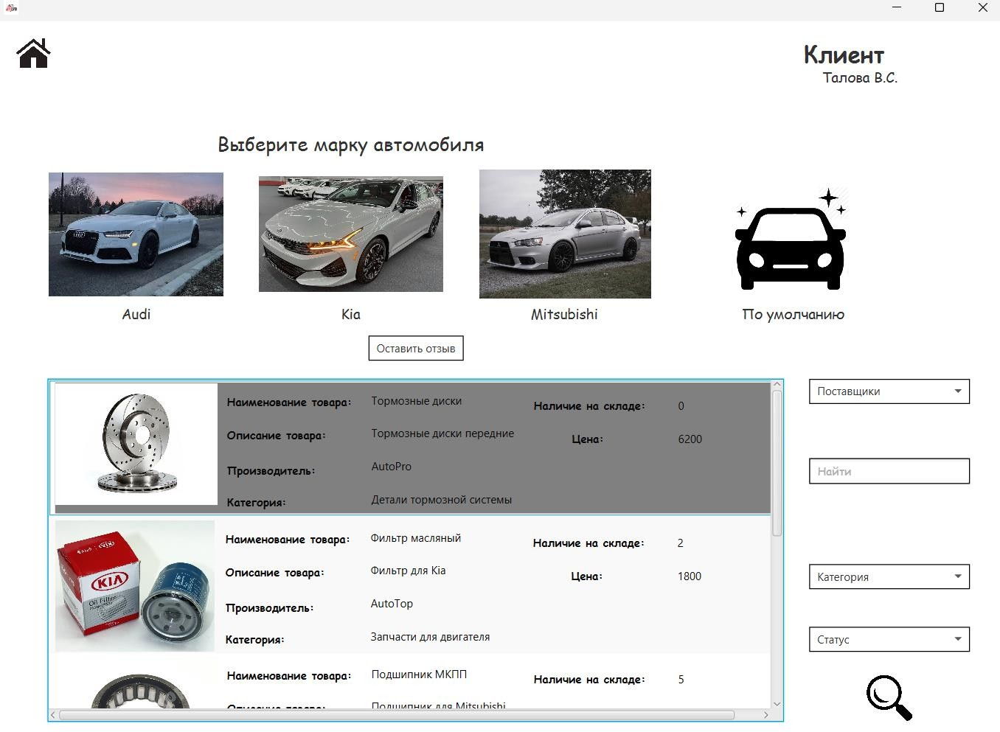 Клиент
Талова В.С.
Выберите марку автомобиля
Audi
Kia
Mitsubishi
По умолчанию
Оставить отзыв
Наименование товара: Тормозные диски Наличие на складе: 0
Описание товара: Тормозные диски передние Цена: 6200
Производитель: AutoPro
Категория: Детали тормозной системы
KIA
Oil Filter
Наименование товара: Фильтр масляный Наличие на складе: 2
Описание товара: Фильтр для Kia Цена: 1800
Производитель: AutoTop
Категория: Запчасти для двигателя
Наименование товара: Подшипник МКПП Наличие на складе: 5
Описание товара: Подшипник для Mitsubishi
Поставщики
Найти
Категория
Статус